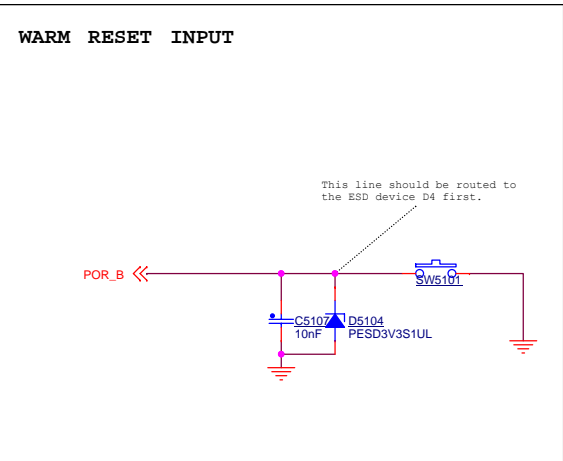 WARM RESET INPUT
This line should be routed to
the ESD device D4 first.
POR_B
SW5101
C5107 D5104
10nF PESD3V3S1UL